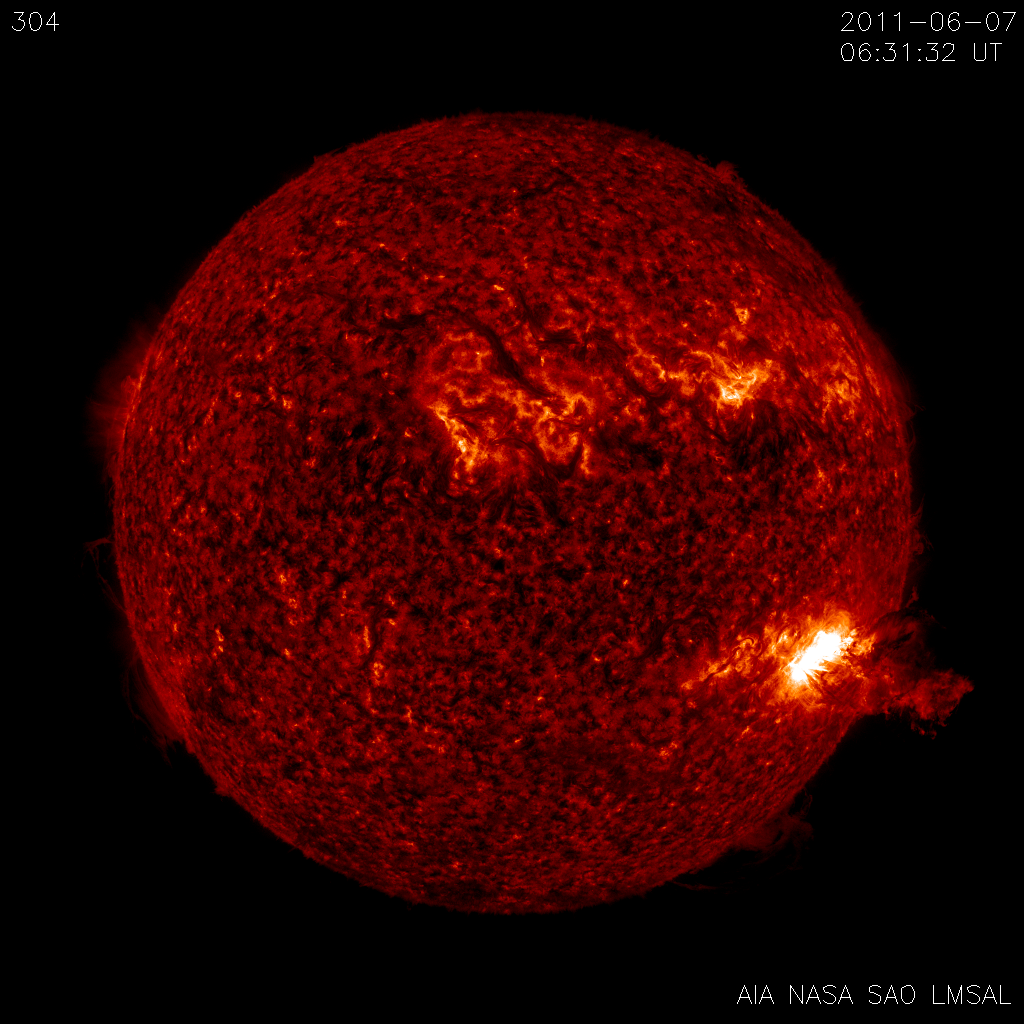 304
2011-06-07
06:31:32 UT
AIA NASA SAO LMSAL